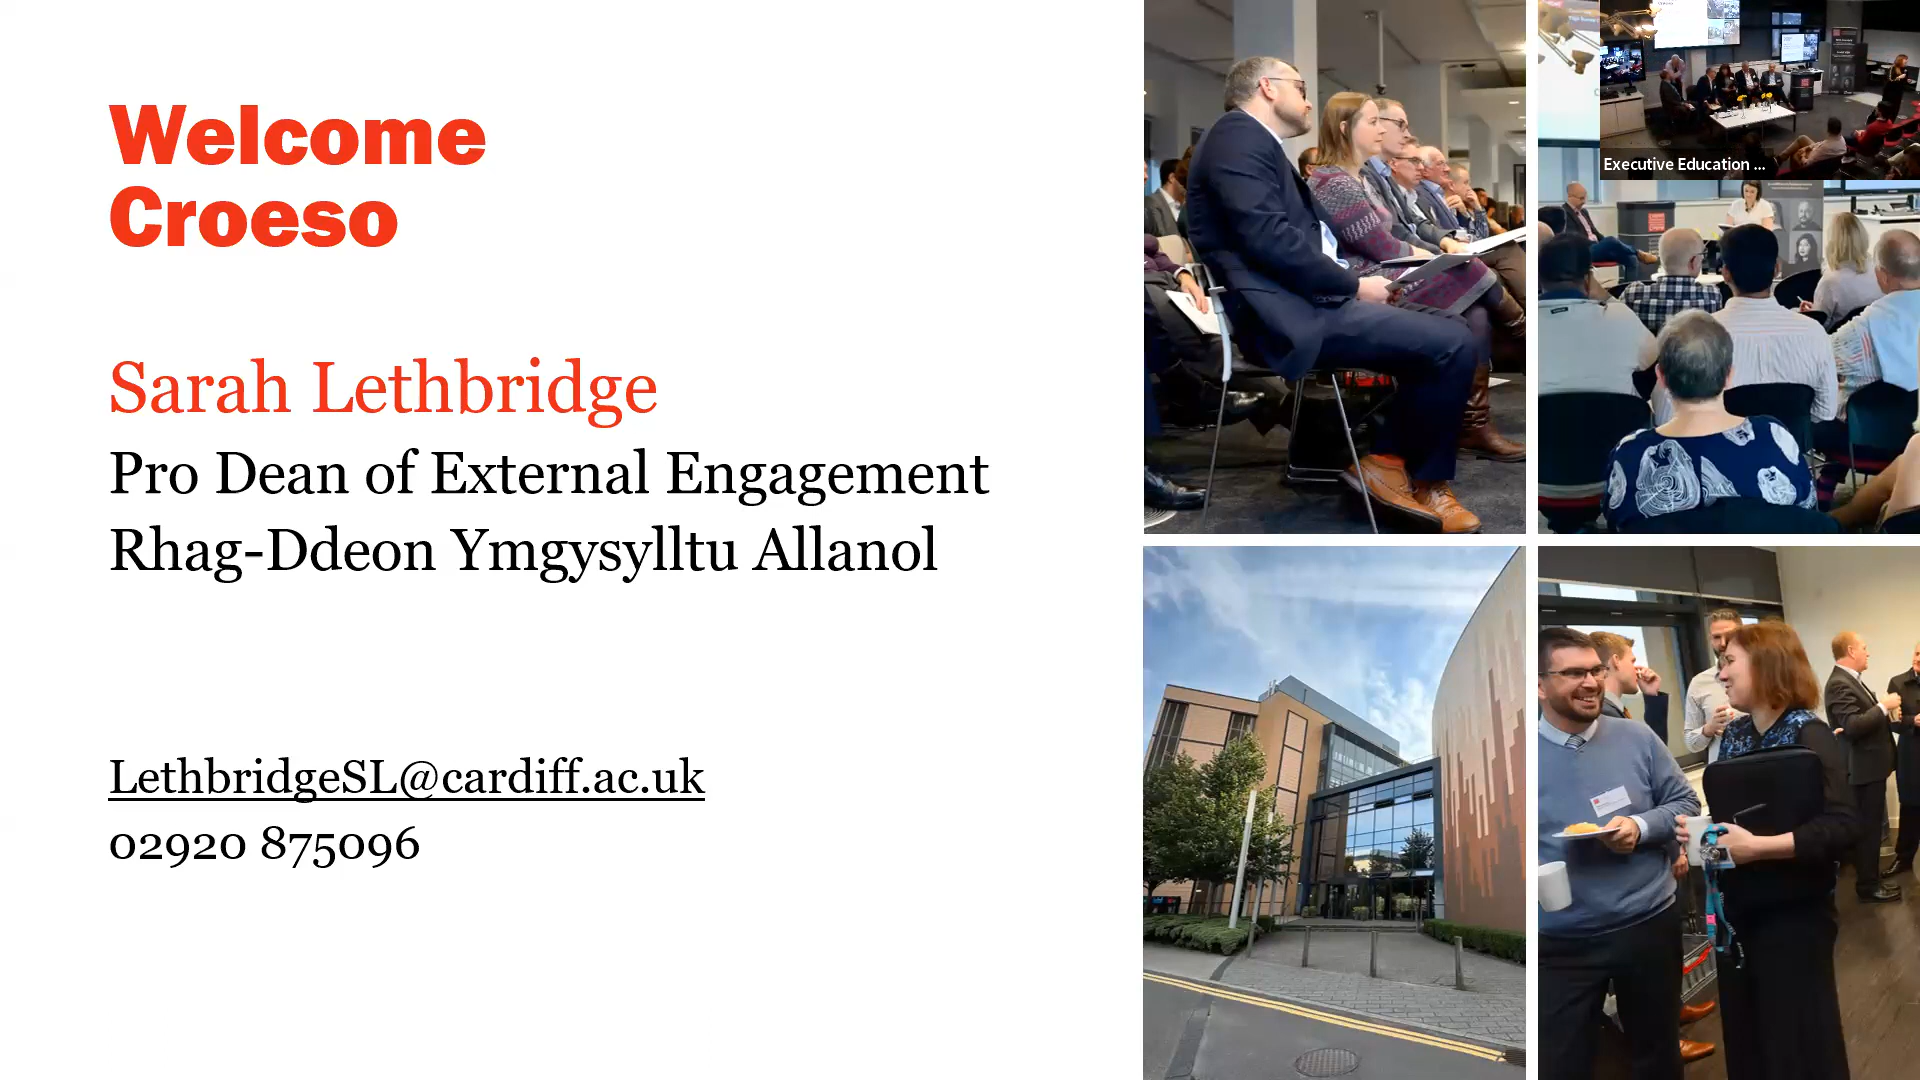 Welcome
Croeso
Sarah Lethbridge
Pro Dean of External Engagement
Rhag-Ddeon Ymgysylltu Allanol
LethbridgeSL@cardiff.ac.uk
02920 875096
Executive Education ...